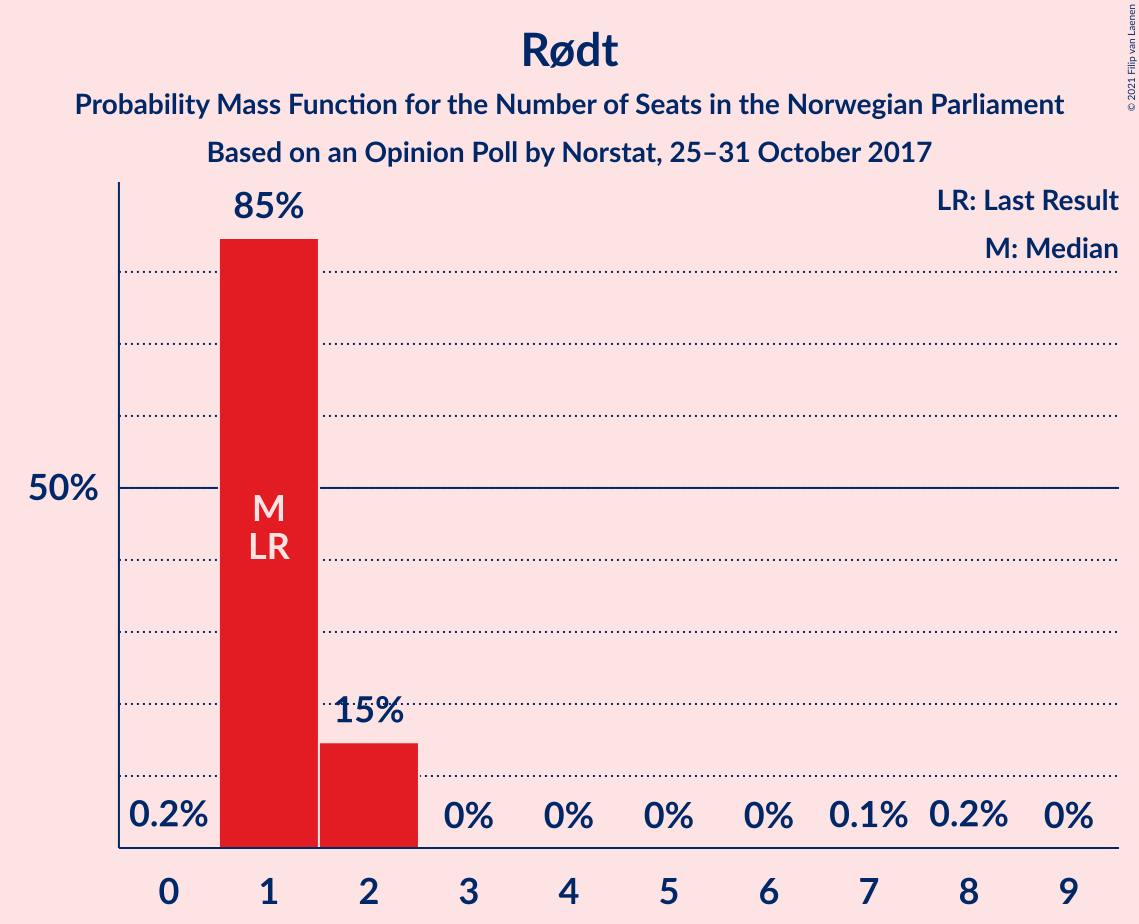 Rødt
Probability Mass Function for the Number of Seats in the Norwegian Parliament
Based on an Opinion Poll by Norstat, 25–31 October 2017
© 2021 Filip van Laenen
LR: Last Result
M: Median
85%
50%
M
LR
15%
0.2%
0%
0%
0%
0%
0.1%
0.2%
0%
0 1 2 3 4 5 6 7 8 9